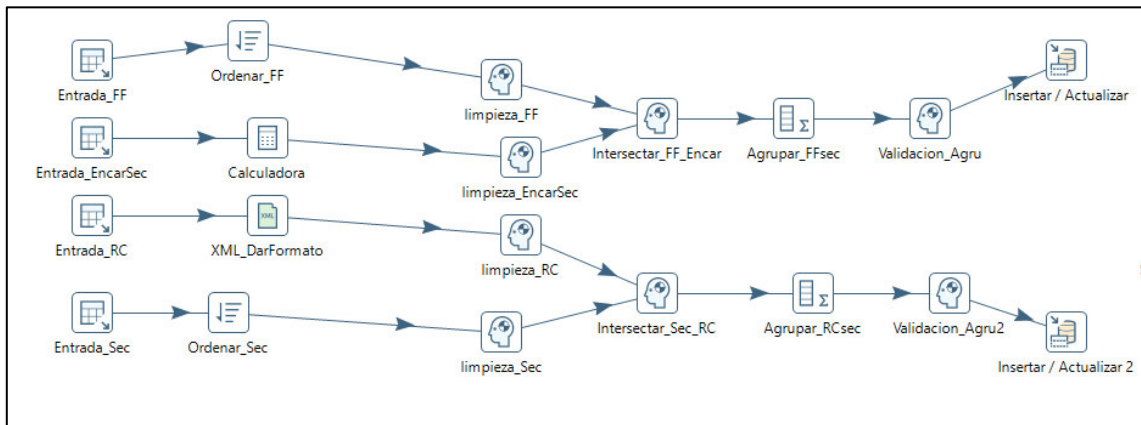 Entrada_FF
Ordenar_FF
limpieza_FF
Insertar / Actualizar
Entrada_EncarSec
Calculadora
limpieza_EncarSec
Intersectar_FF_Encar
Agrupar_FFsec
Validacion_Agru
Entrada_RC
XML
XML_DarFormato
limpieza_RC
Entrada_Sec
Ordenar_Sec
limpieza_Sec
Intersectar_Sec_RC
Agrupar_RCsec
Validacion_Agru2
Insertar / Actualizar 2